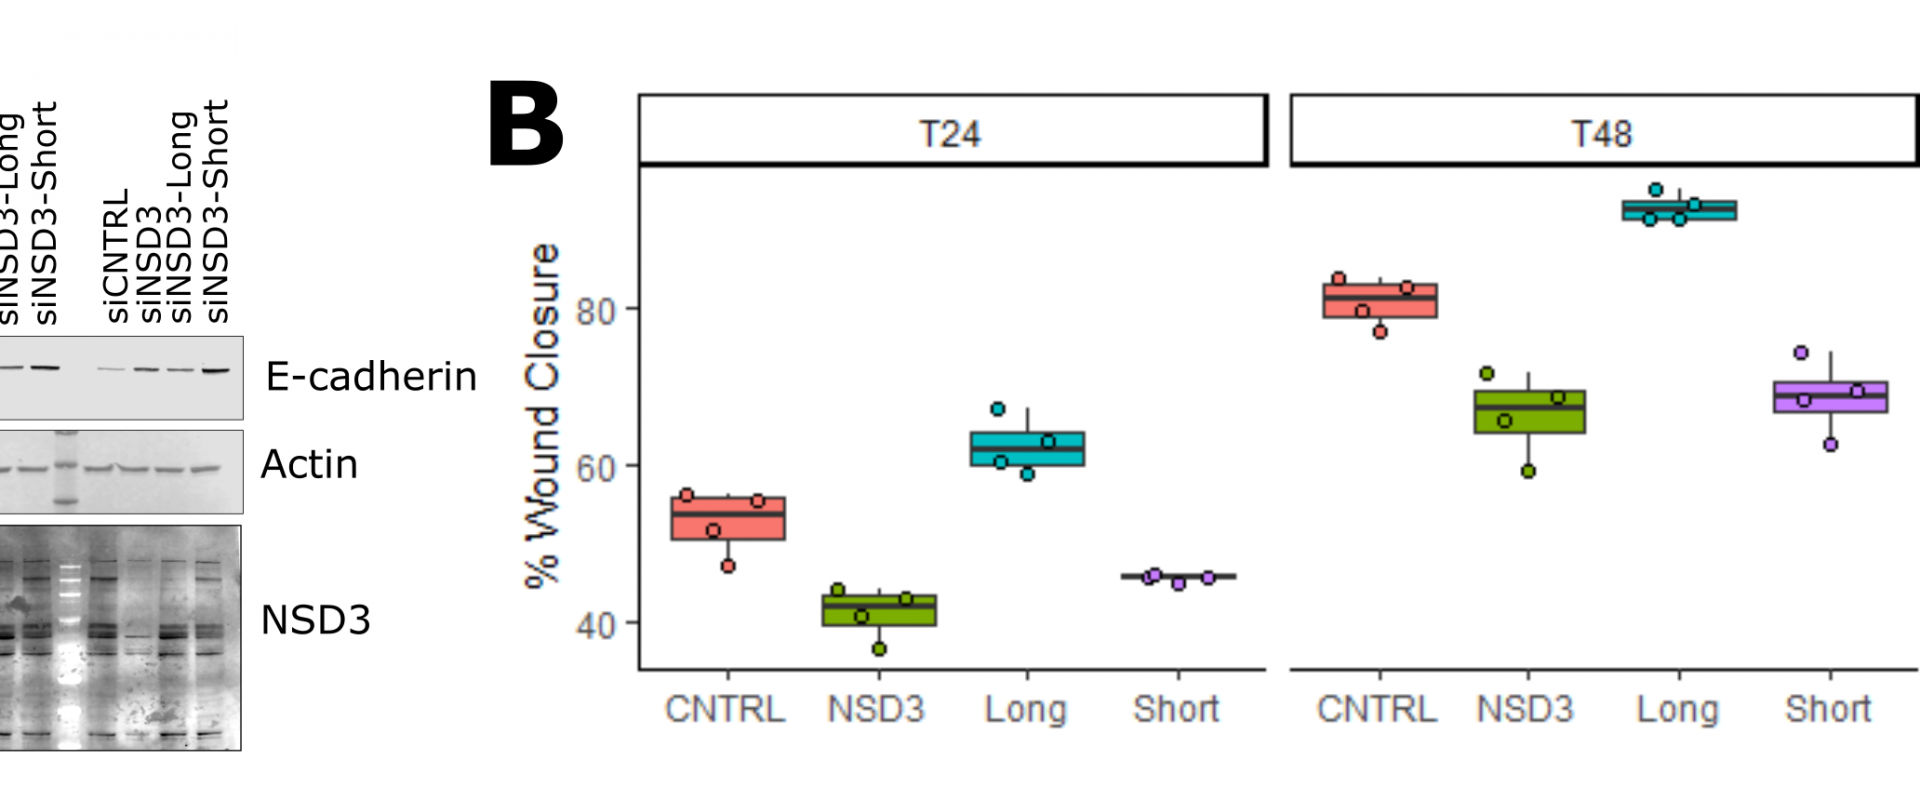 siNSD3-Long
siNSD3-Short
siCNTRL
siNSD3
siNSD3-Long
siNSD3-Short
E-cadherin
Actin
NSD3
B
T24
T48
% Wound Closure
80
60
40
CNTRL
NSD3
Long
Short
CNTRL
NSD3
Long
Short